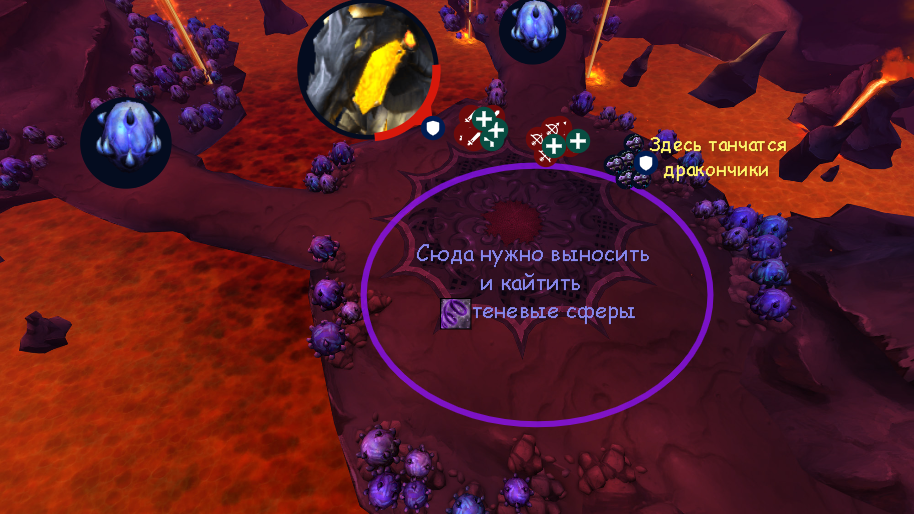 Здесь танчатся
дракончики
Сюда нужно выносить
и кайтить
теневые сферы